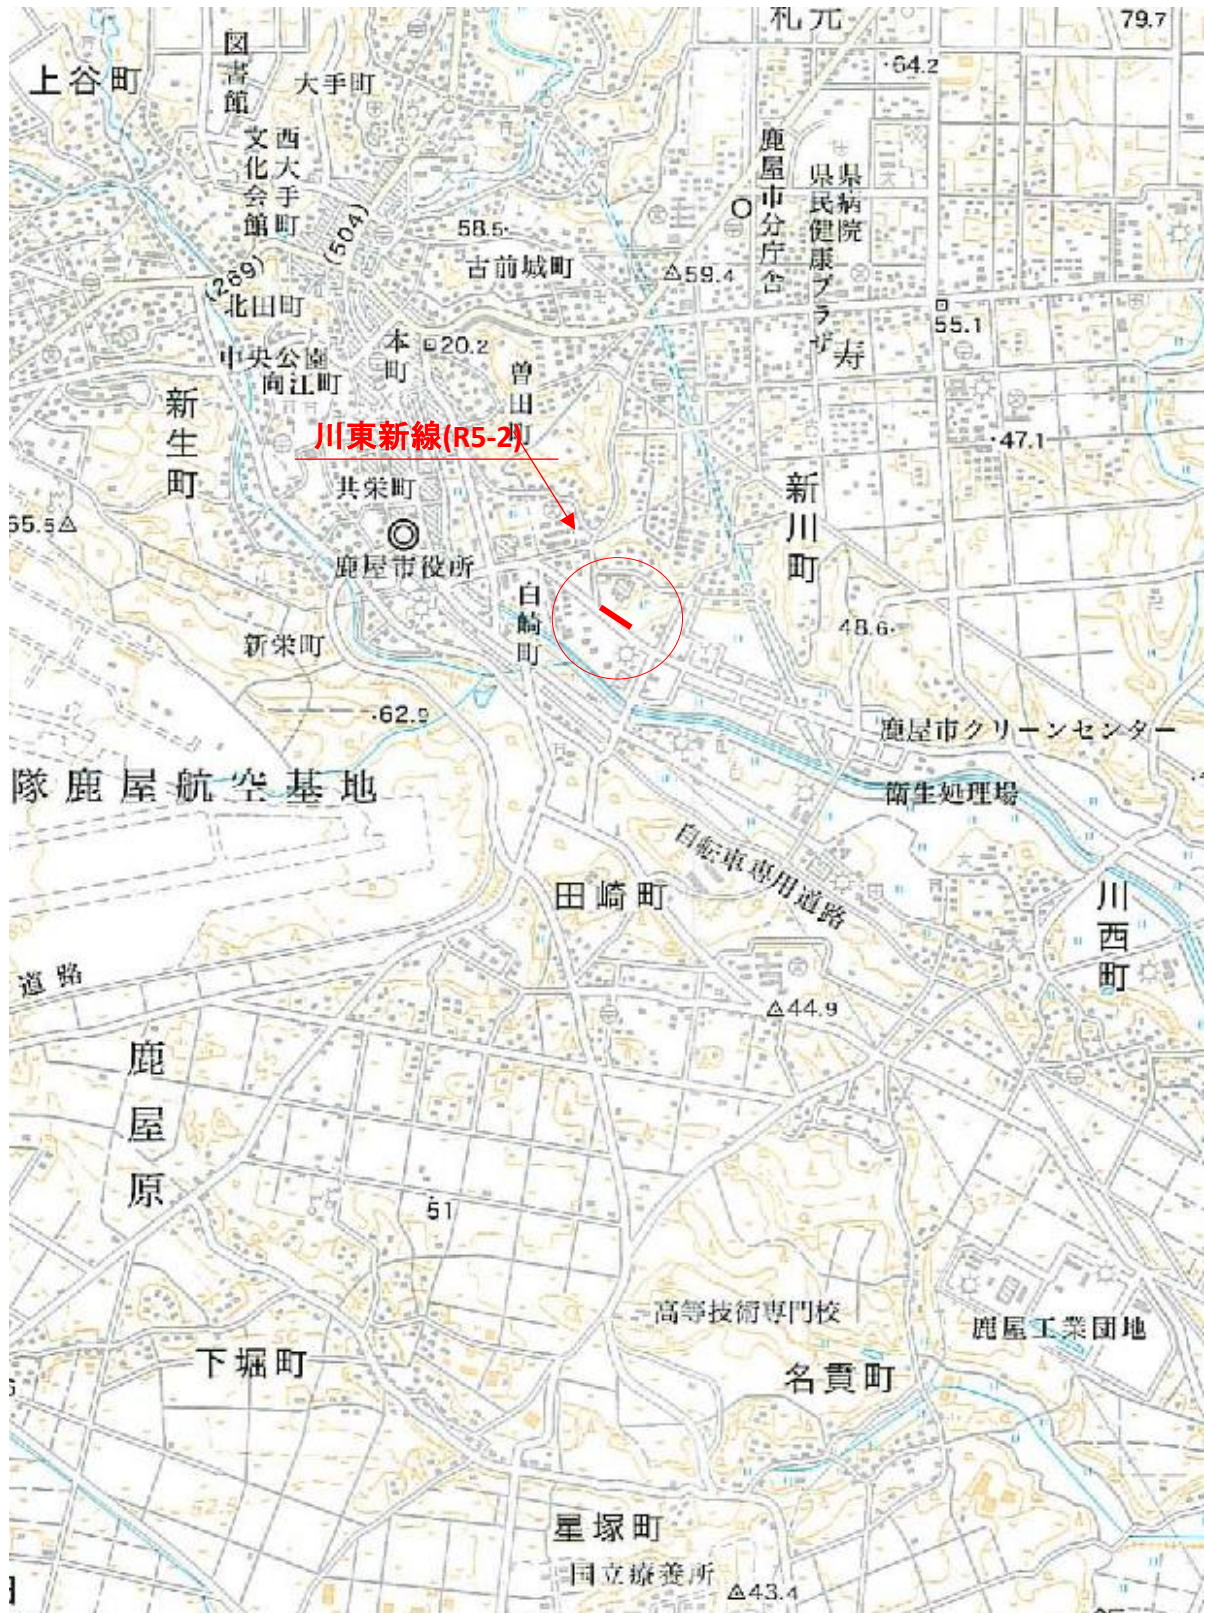 札元
79.7
上谷町
図書館
大手町
64.2
西大手町
文化会館
鹿屋市分庁舎
県病院
県民健康プラザ
(504)
58.5
古前城町
59.4
(269)
北田町
55.1
本町
20.2
中央公園
向江町
曽田町
寿
新生町
川東新線(R5-2)
47.1
共栄町
新川町
65.5
鹿屋市役所
白崎町
新栄町
48.6
62.9
鹿屋市クリーンセンター
隊鹿屋航空基地
衛生処理場
自転車専用道路
田崎町
川西町
道路
44.9
鹿屋原
51
高等技術専門校
鹿屋工業団地
下堀町
名貫町
星塚町
国立療養所
43.4